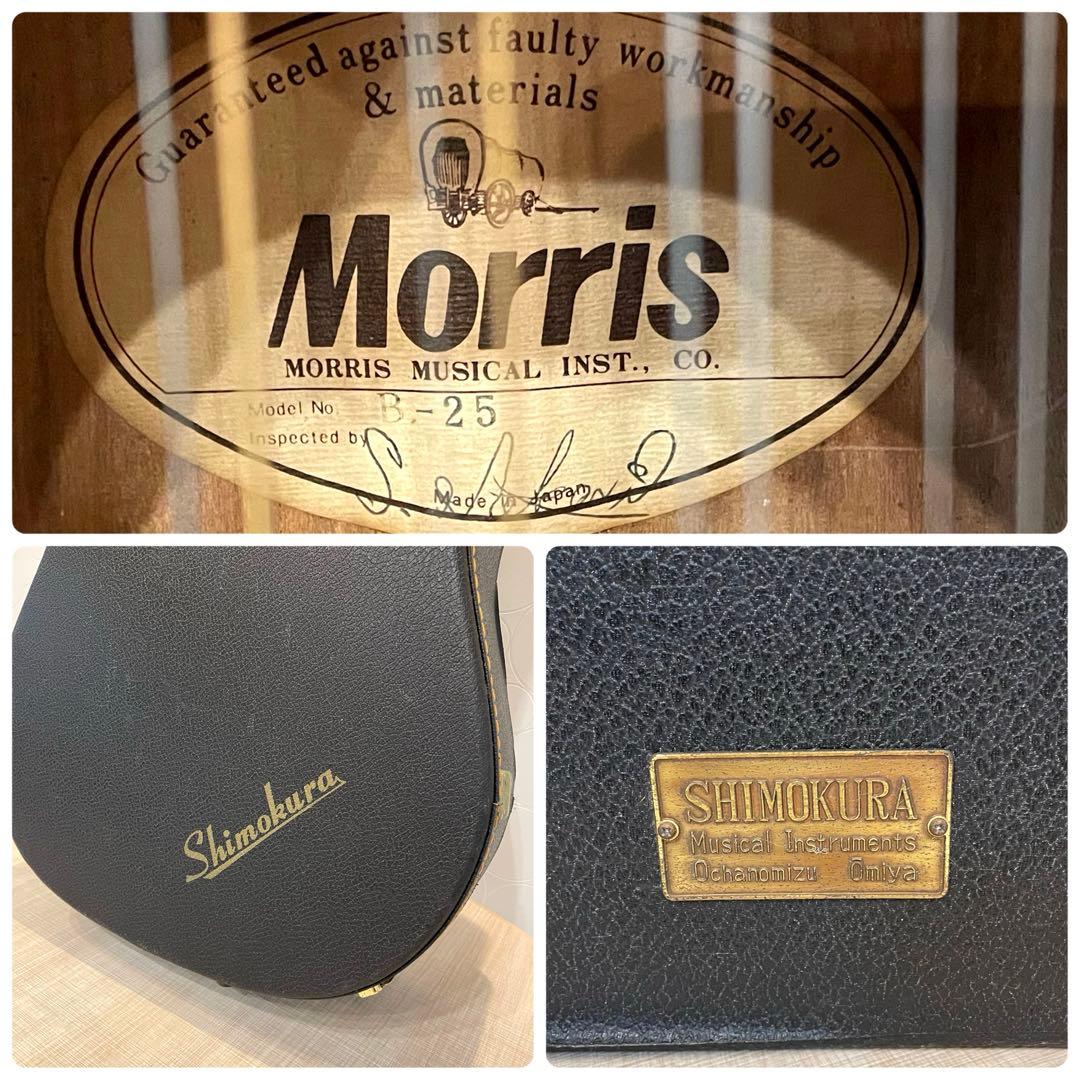 Guaranteed against faulty workmanship
& materials
Morris
MORRIS MUSICAL INST., CO.
Model No. B-25
Inspected by
Made in Japan
Shimokura
SHIMOKURA
Musical Instruments
Ochanomizu Ōmiya